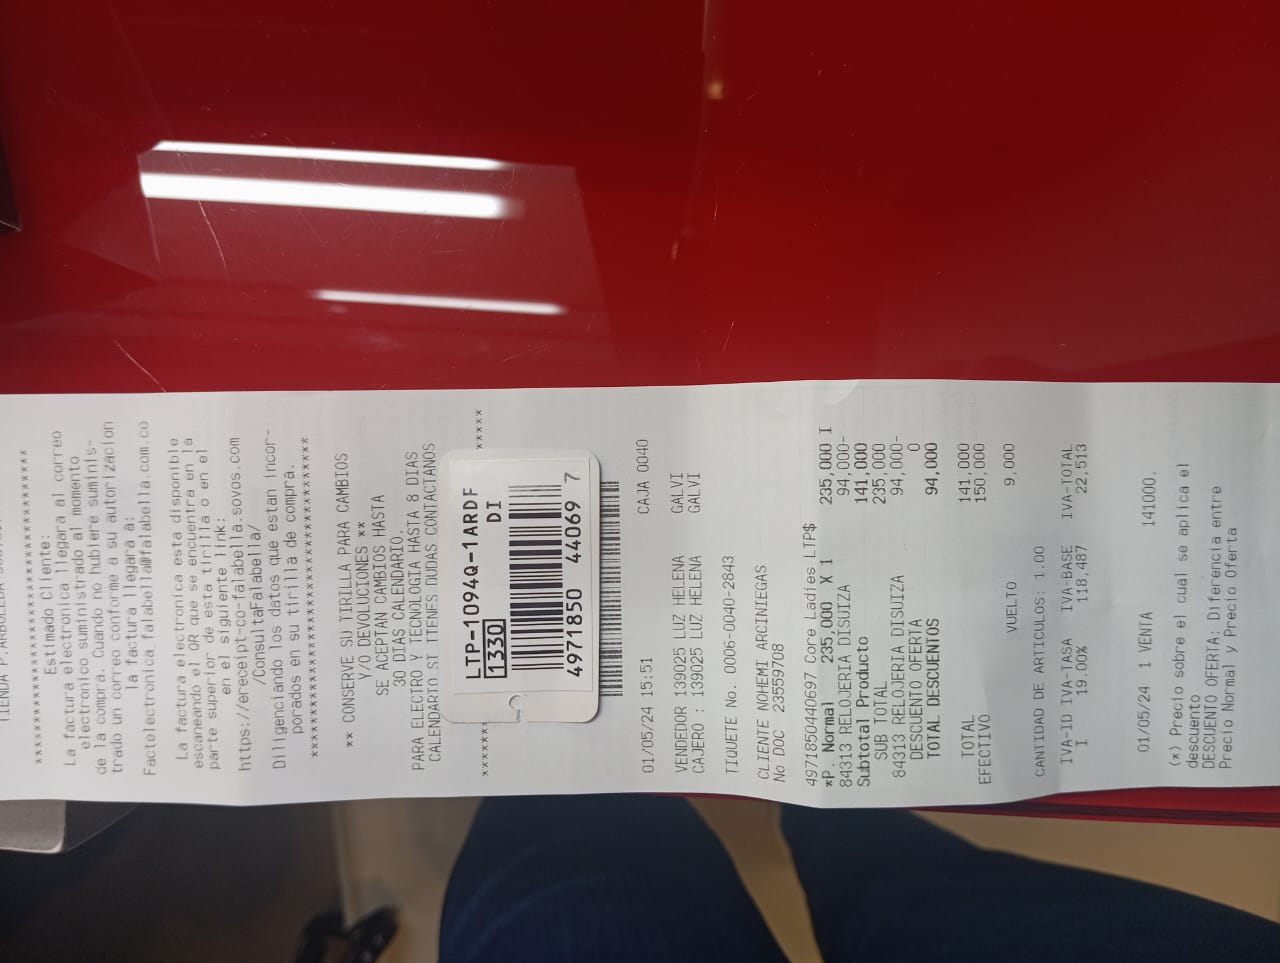 TIENDA P.ARBOLEDA
*************************************
Estimado Cliente:
La factura electronica llegara al correo
electronico suministrado al momento
de la compra. Cuando no hubiere suminis-
trado un correo conforme a su autorizacion
la factura llegará a:
Factelectronica_falabella@falabella.com.co
La factura electronica esta disponible
escaneando el QR que se encuentra en la
parte superior de esta tirilla o en el
en el siguiente link:
https://ereceipt-co-falabella.sovos.com
/ConsultaFalabella/
Diligenciando los datos que estan incor-
porados en su tirilla de compra.
*************************************
** CONSERVE SU TIRILLA PARA CAMBIOS
Y/O DEVOLUCIONES **
SE ACEPTAN CAMBIOS HASTA
30 DIAS CALENDARIO.
PARA ELECTRO Y TECNOLOGIA HASTA 8 DIAS
CALENDARIO SI TIENES DUDAS CONTACTANOS
LTP-1094Q-1ARDF
1330 DI
4971850 44069 7
01/05/24 15:51 CAJA 0040
VENDEDOR 139025 LUZ HELENA GALVI
CAJERO : 139025 LUZ HELENA GALVI
TIQUETE No. 0006-0040-2843
CLIENTE NOHEMI ARCINIEGAS
No DOC 23559708
4971850440697 Core Ladies LTP$
*P. Normal 235,000 X 1 235,000 I
84313 RELOJERIA DISUIZA 94,000-
Subtotal Producto 141,000
SUB TOTAL 235,000
84313 RELOJERIA DISUIZA 94,000-
DESCUENTO OFERTA 0
TOTAL DESCUENTOS 94,000
TOTAL 141,000
EFECTIVO 150,000
VUELTO 9,000
CANTIDAD DE ARTICULOS: 1.00
IVA-ID IVA-TASA IVA-BASE IVA-TOTAL
I 19.00% 118,487 22,513
01/05/24 1 VENTA 141000.
(*) Precio sobre el cual se aplica el
descuento
DESCUENTO OFERTA: Diferencia entre
Precio Normal y Precio Oferta